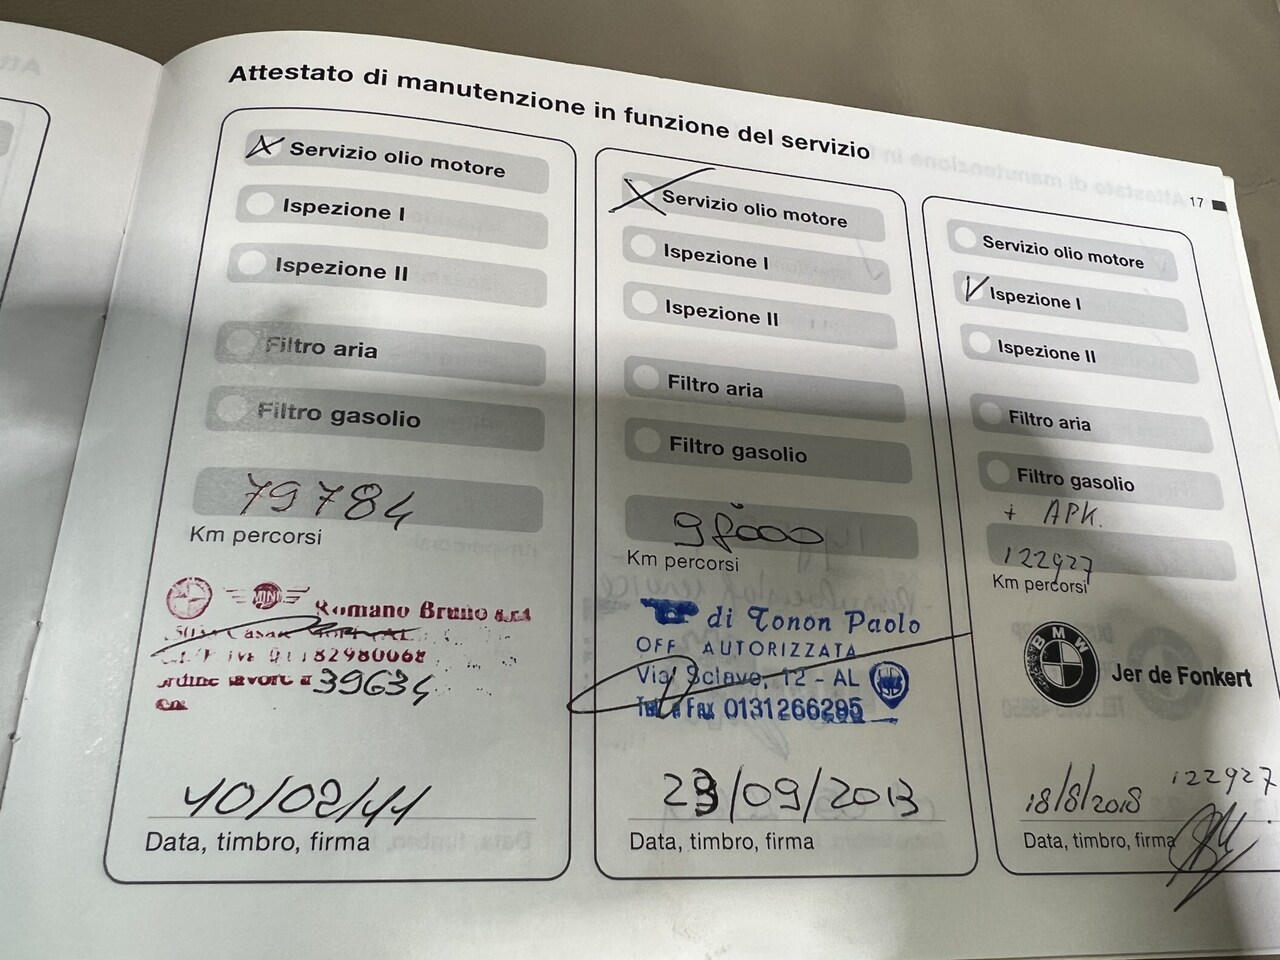 Attestato di manutenzione in funzione del servizio
17
Servizio olio motore
Ispezione I
Ispezione II
Filtro aria
Filtro gasolio
79784
Km percorsi
MINI
Romano Bruno s.r.l
01182980068
39634
10/02/11
Data, timbro, firma
Servizio olio motore
Ispezione I
Ispezione II
Filtro aria
Filtro gasolio
98000
Km percorsi
di Tonon Paolo
OFF AUTORIZZATA
Via Sclavo, 12 - AL
Tel. e Fax 0131266295
23/09/2013
Data, timbro, firma
Servizio olio motore
Ispezione I
Ispezione II
Filtro aria
Filtro gasolio
+ APK.
122927
Km percorsi
BMW
Jer de Fonkert
122927
18/8/2018
Data, timbro, firma